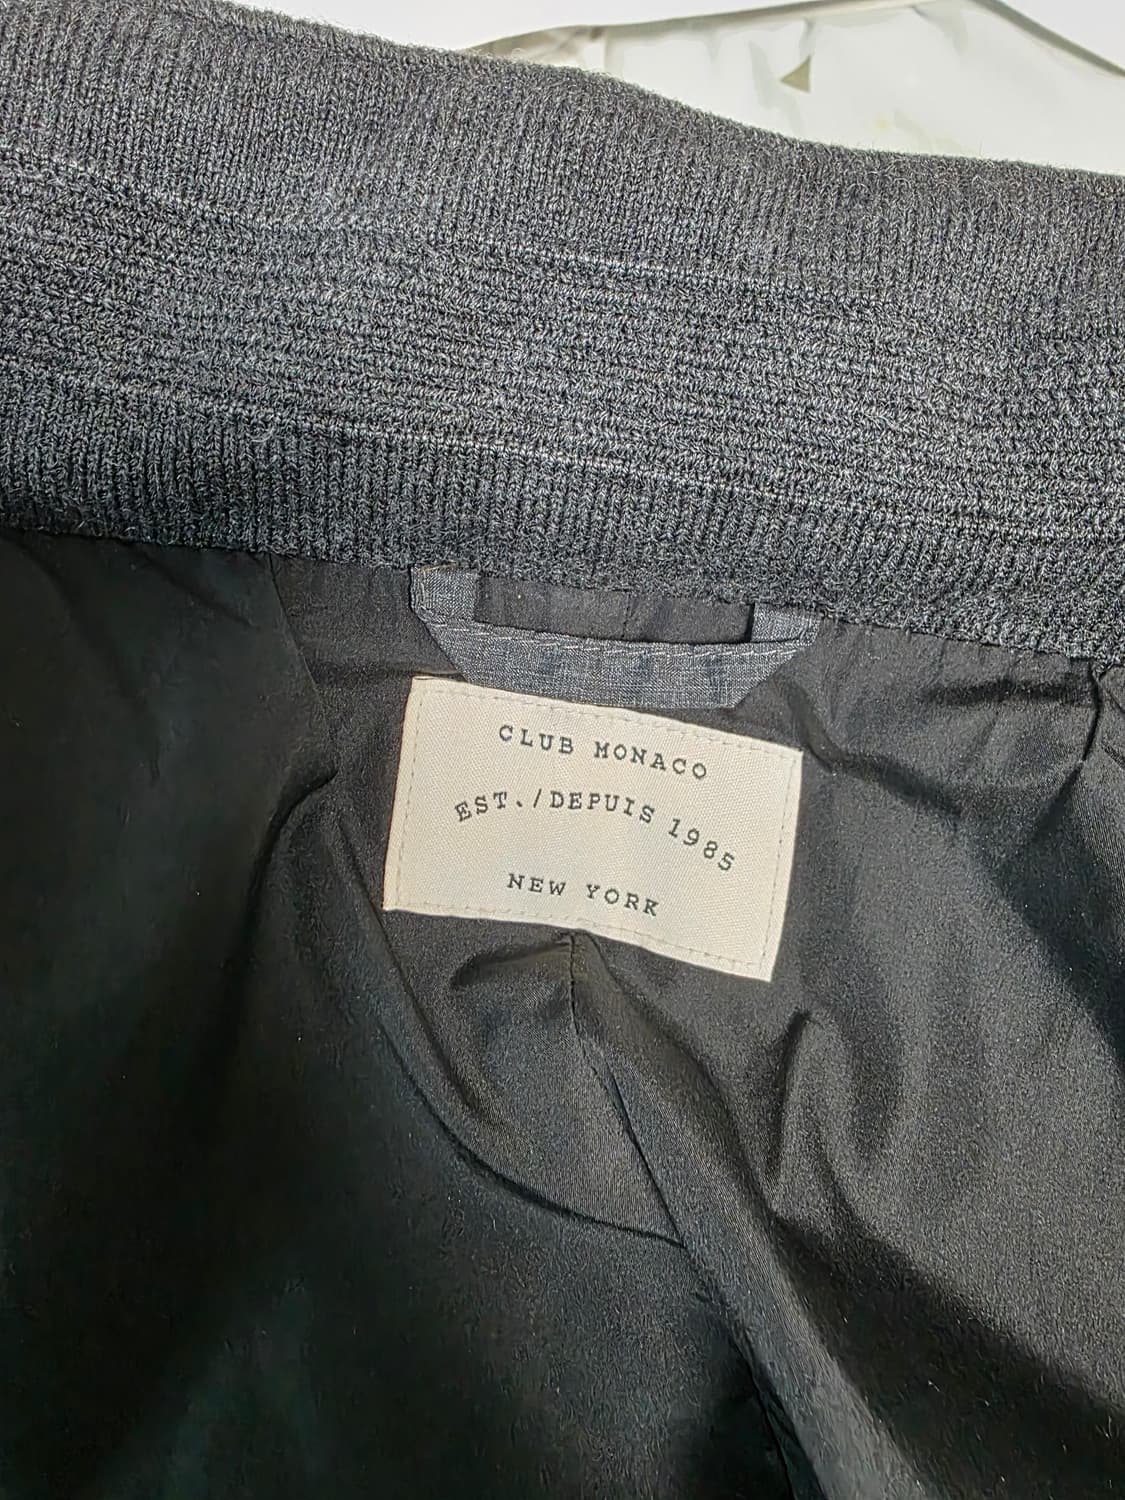 CLUB MONACO
EST./DEPUIS 1985
NEW YORK